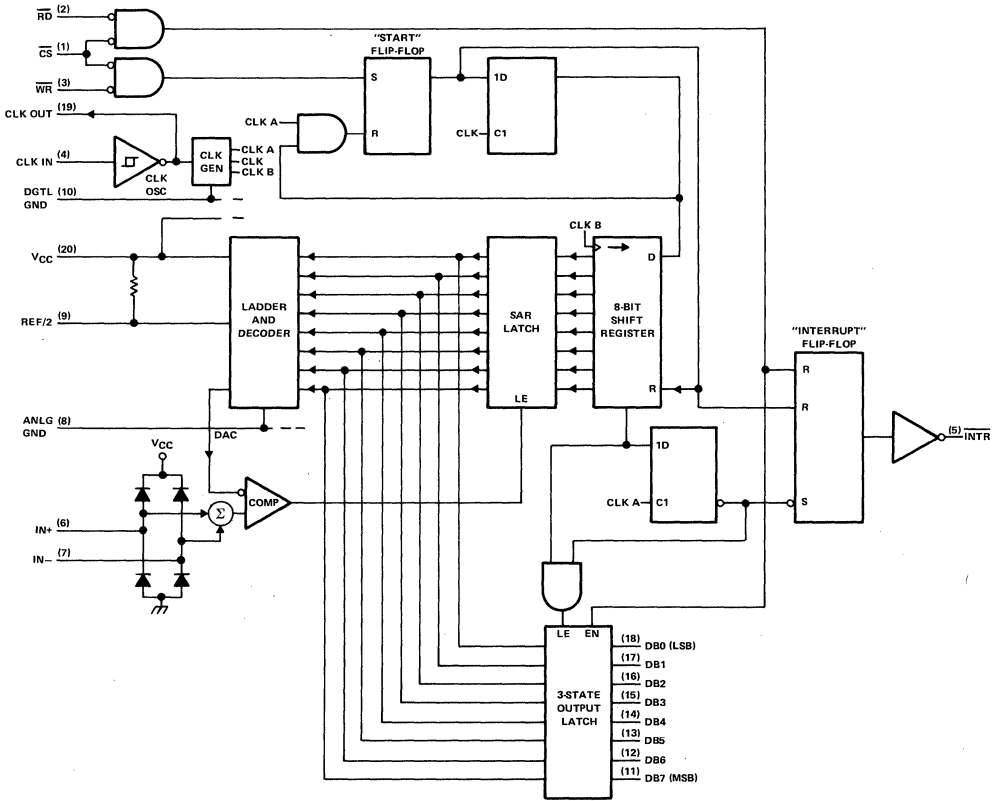 RD (2)
CS (1)
WR (3)
CLK OUT (19)
CLK IN (4)
CLK OSC
CLK GEN
CLK A
CLK
CLK B
DGTL GND (10)
"START" FLIP-FLOP
S
R
CLK A
1D
CLK
C1
VCC (20)
REF/2 (9)
LADDER AND DECODER
SAR LATCH
LE
CLK B
D
8-BIT SHIFT REGISTER
R
ANLG GND (8)
DAC
VCC
COMP
Σ
IN+ (6)
IN− (7)
1D
CLK A
C1
"INTERRUPT" FLIP-FLOP
R
R
S
(5) INTR
LE EN
3-STATE OUTPUT LATCH
(18) DB0 (LSB)
(17) DB1
(16) DB2
(15) DB3
(14) DB4
(13) DB5
(12) DB6
(11) DB7 (MSB)